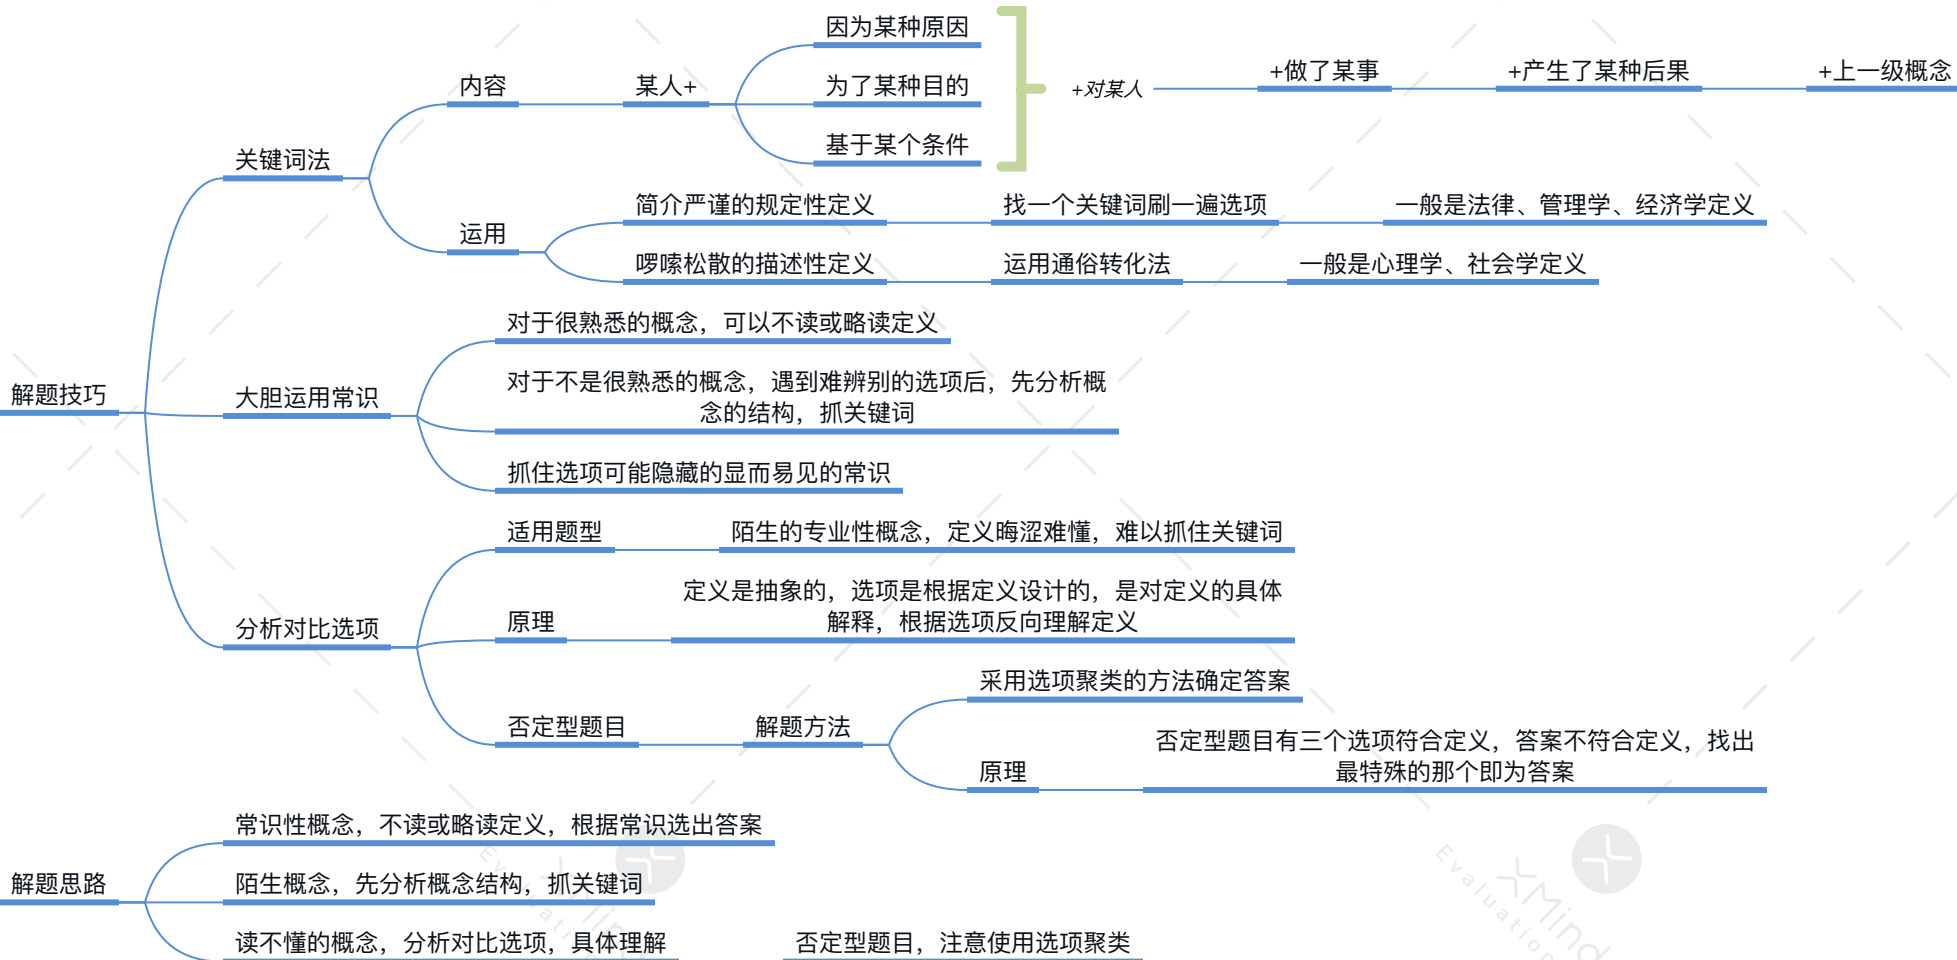 解题技巧
关键词法
内容
某人+
因为某种原因
为了某种目的
基于某个条件
+对某人
+做了某事
+产生了某种后果
+上一级概念
运用
简介严谨的规定性定义
找一个关键词刷一遍选项
一般是法律、管理学、经济学定义
啰嗦松散的描述性定义
运用通俗转化法
一般是心理学、社会学定义
大胆运用常识
对于很熟悉的概念，可以不读或略读定义
对于不是很熟悉的概念，遇到难辨别的选项后，先分析概
念的结构，抓关键词
抓住选项可能隐藏的显而易见的常识
分析对比选项
适用题型
陌生的专业性概念，定义晦涩难懂，难以抓住关键词
原理
定义是抽象的，选项是根据定义设计的，是对定义的具体
解释，根据选项反向理解定义
否定型题目
解题方法
采用选项聚类的方法确定答案
原理
否定型题目有三个选项符合定义，答案不符合定义，找出
最特殊的那个即为答案
解题思路
常识性概念，不读或略读定义，根据常识选出答案
陌生概念，先分析概念结构，抓关键词
读不懂的概念，分析对比选项，具体理解
否定型题目，注意使用选项聚类
XMind
Evaluation
XMind
Evaluation